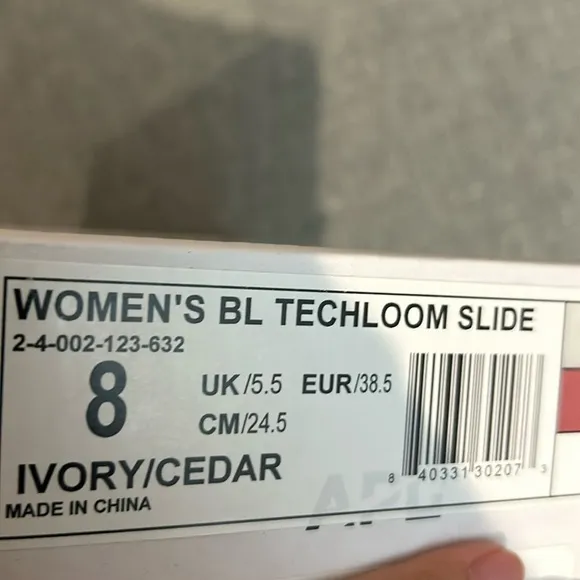 WOMEN'S BL TECHLOOM SLIDE
2-4-002-123-632
8
UK/5.5 EUR/38.5
CM/24.5
8 40331 30207 3
IVORY/CEDAR
MADE IN CHINA
APL